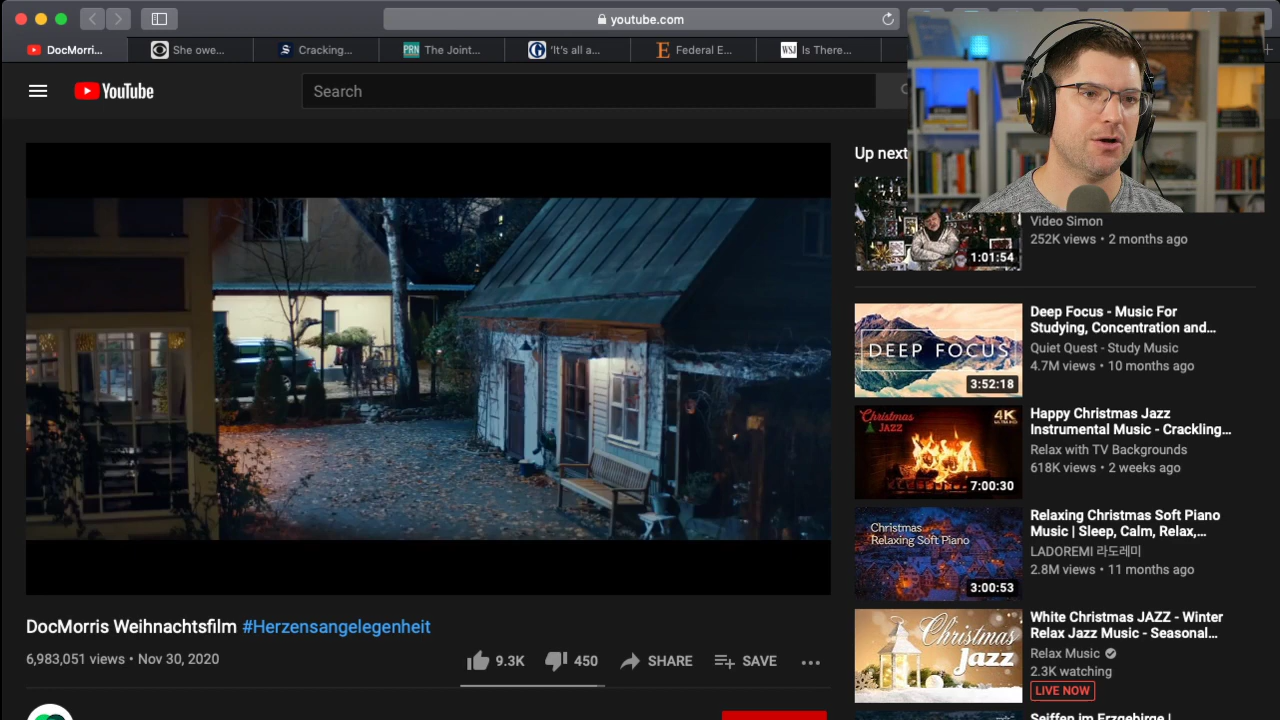 youtube.com
DocMorri...
She owe...
Cracking...
PRN
The Joint...
'It's all a...
E
Federal E...
WSJ
Is There...
YouTube
Search
Up next
Video Simon
252K views • 2 months ago
1:01:54
DEEP FOCUS
3:52:18
Deep Focus - Music For
Studying, Concentration and...
Quiet Quest - Study Music
4.7M views • 10 months ago
Christmas
JAZZ
4K
7:00:30
Happy Christmas Jazz
Instrumental Music - Crackling...
Relax with TV Backgrounds
618K views • 2 weeks ago
Christmas
Relaxing Soft Piano
3:00:53
Relaxing Christmas Soft Piano
Music | Sleep, Calm, Relax,...
LADOREMI 라도레미
2.8M views • 11 months ago
Christmas
Jazz
White Christmas JAZZ - Winter
Relax Jazz Music - Seasonal...
Relax Music
2.3K watching
LIVE NOW
DocMorris Weihnachtsfilm #Herzensangelegenheit
6,983,051 views • Nov 30, 2020
9.3K
450
SHARE
SAVE
Seiffen im Erzgebirge |